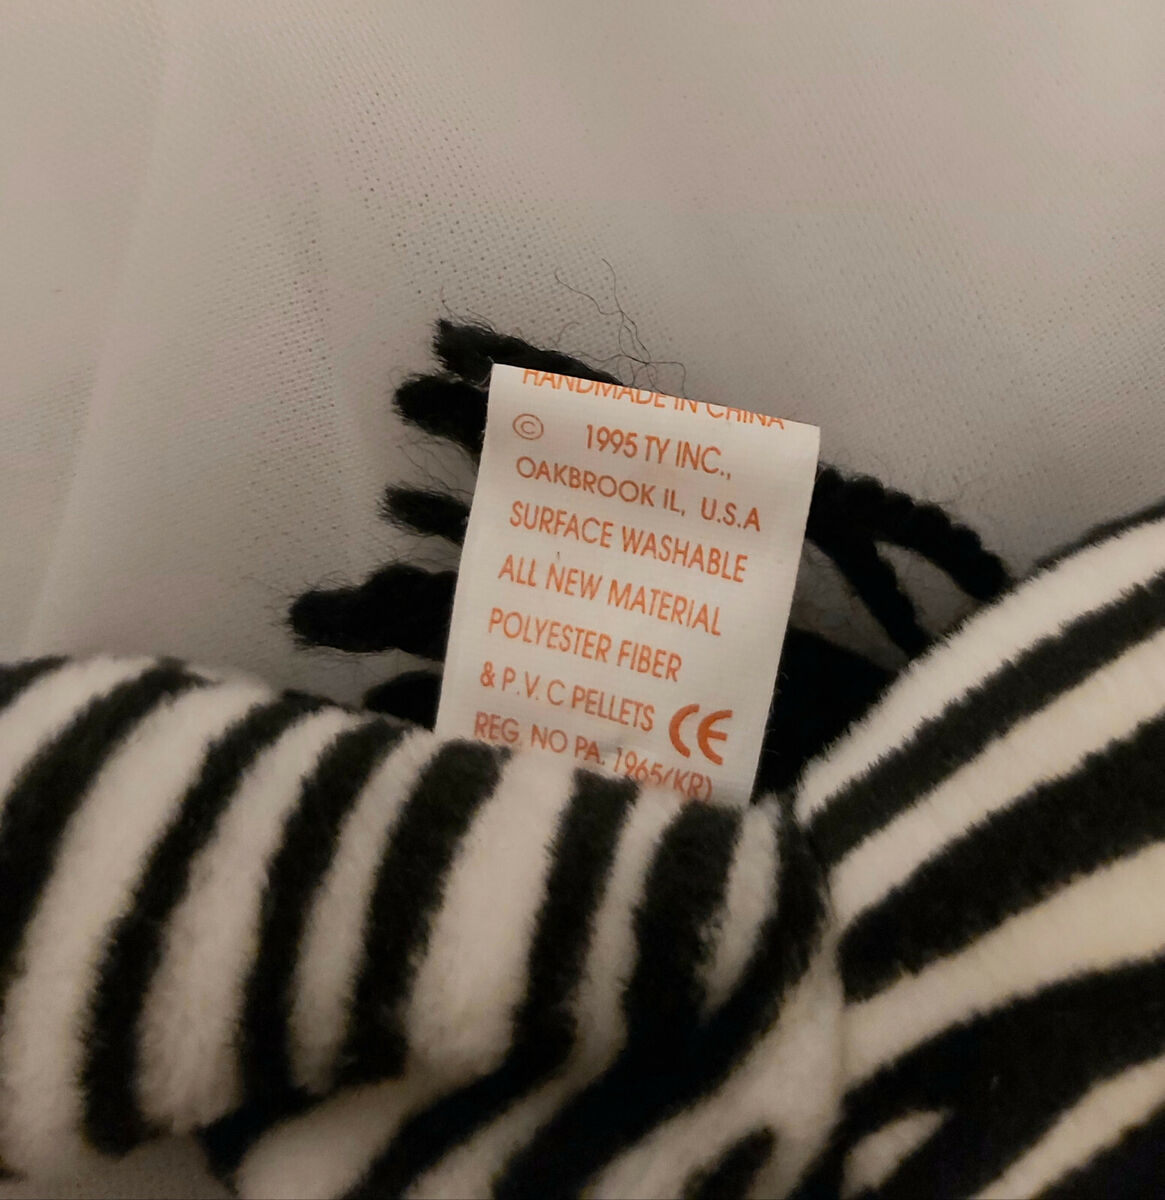 HANDMADE IN CHINA
© 1995 TY INC.,
OAKBROOK IL, U.S.A
SURFACE WASHABLE
ALL NEW MATERIAL
POLYESTER FIBER
& P.V.C PELLETS CE
REG. NO PA. 1965(KR)